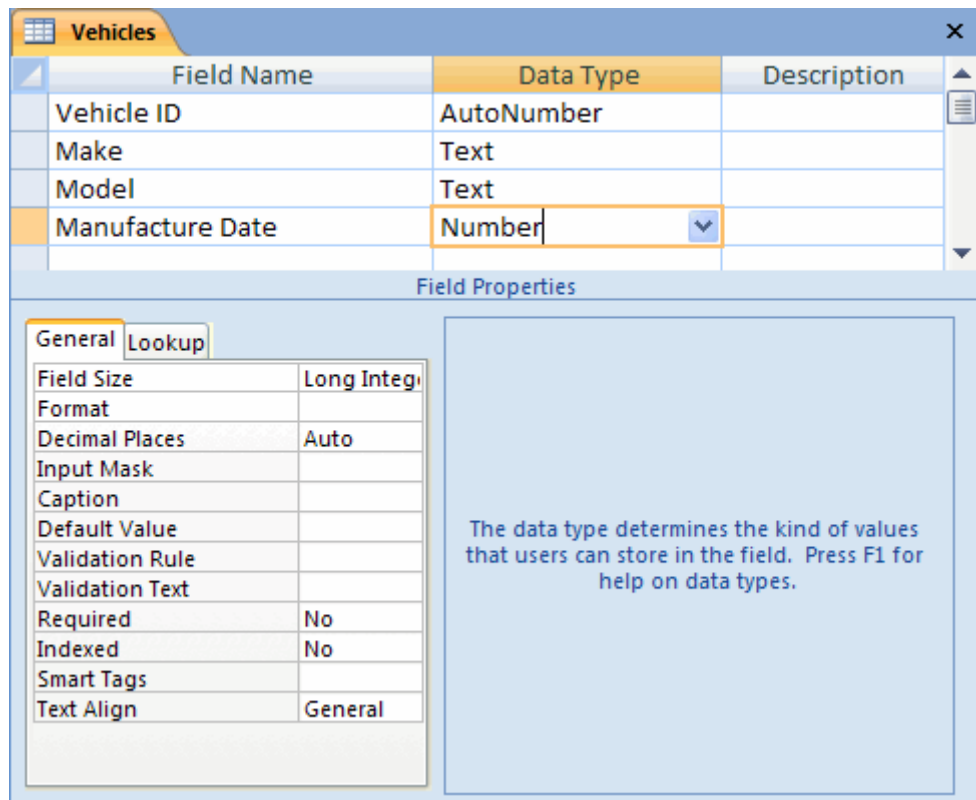 Vehicles
Field Name Data Type Description
Vehicle ID AutoNumber
Make Text
Model Text
Manufacture Date Number
Field Properties
General Lookup
Field Size Long Intege
Format
Decimal Places Auto
Input Mask
Caption
Default Value
Validation Rule
Validation Text
Required No
Indexed No
Smart Tags
Text Align General
The data type determines the kind of values
that users can store in the field. Press F1 for
help on data types.